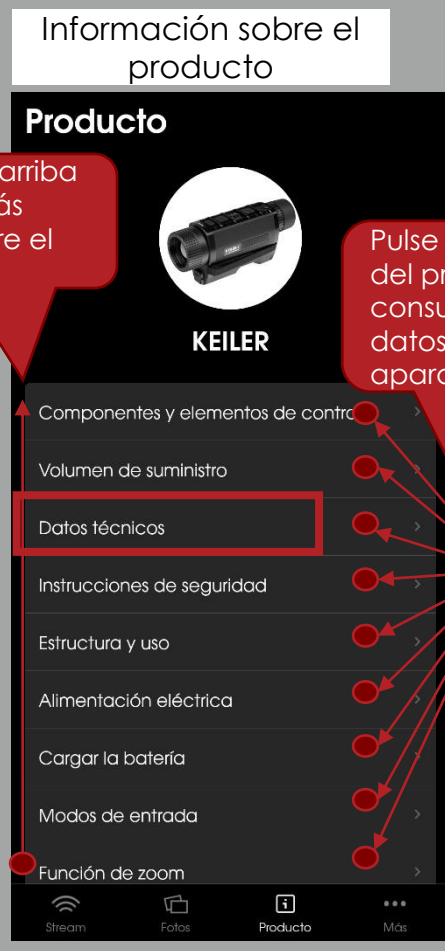 Información sobre el
producto
Producto
arriba
ás
re el
Pulse
del pr
consu
datos
apara
KEILER
Componentes y elementos de contro
Volumen de suministro
Datos técnicos
Instrucciones de seguridad
Estructura y uso
Alimentación eléctrica
Cargar la batería
Modos de entrada
Función de zoom
Stream
Fotos
Producto
Más